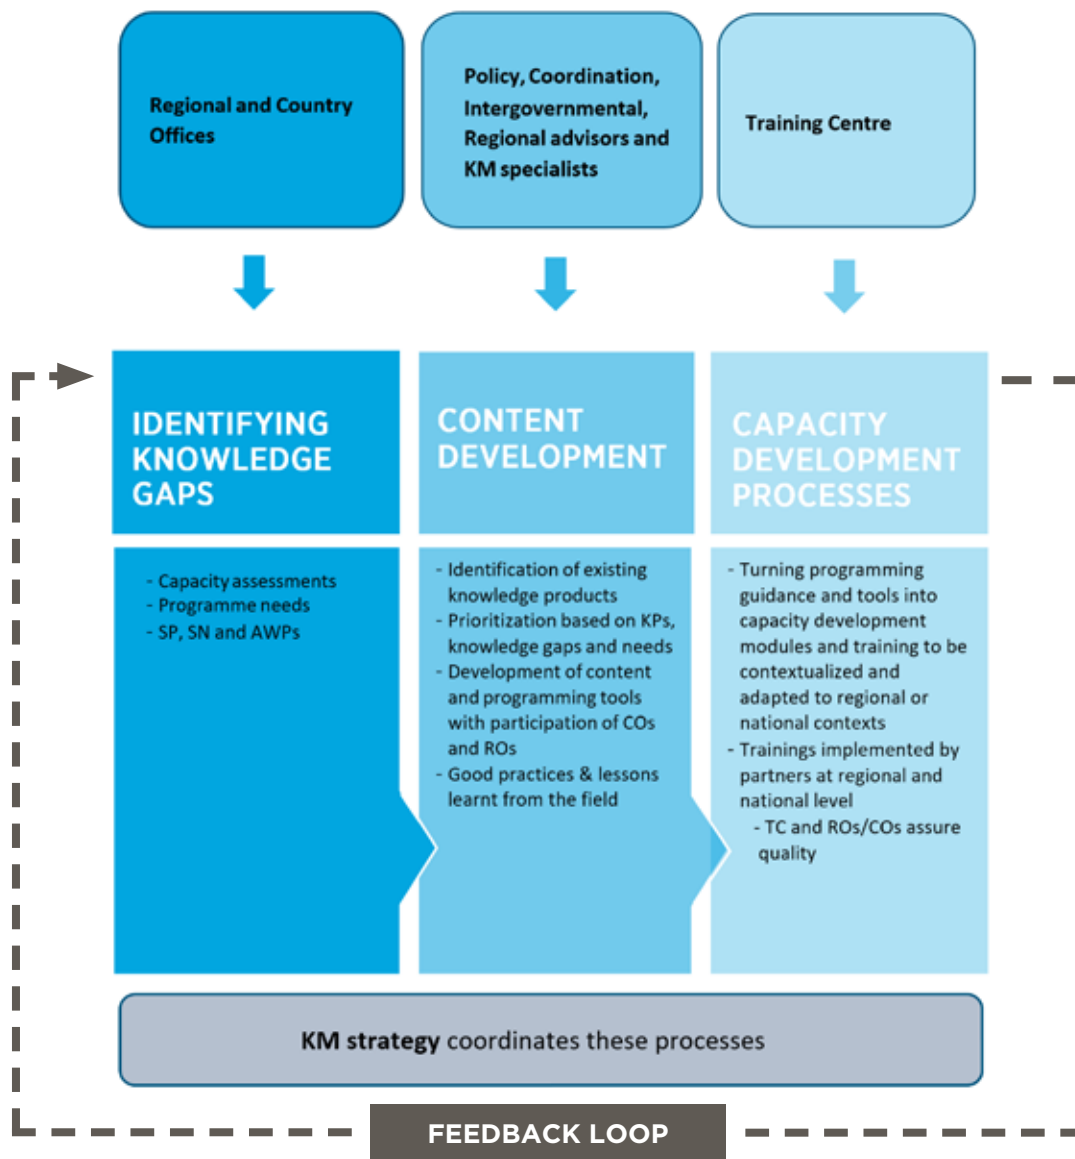 Regional and Country
Offices
Policy, Coordination,
Intergovernmental,
Regional advisors and
KM specialists
Training Centre
IDENTIFYING
KNOWLEDGE
GAPS
CONTENT
DEVELOPMENT
CAPACITY
DEVELOPMENT
PROCESSES
- Capacity assessments
- Programme needs
- SP, SN and AWPs
- Identification of existing
knowledge products
- Prioritization based on KPs,
knowledge gaps and needs
- Development of content
and programming tools
with participation of COs
and ROs
- Good practices & lessons
learnt from the field
- Turning programming
guidance and tools into
capacity development
modules and training to be
contextualized and
adapted to regional or
national contexts
- Trainings implemented by
partners at regional and
national level
- TC and ROs/COs assure
quality
KM strategy coordinates these processes
FEEDBACK LOOP